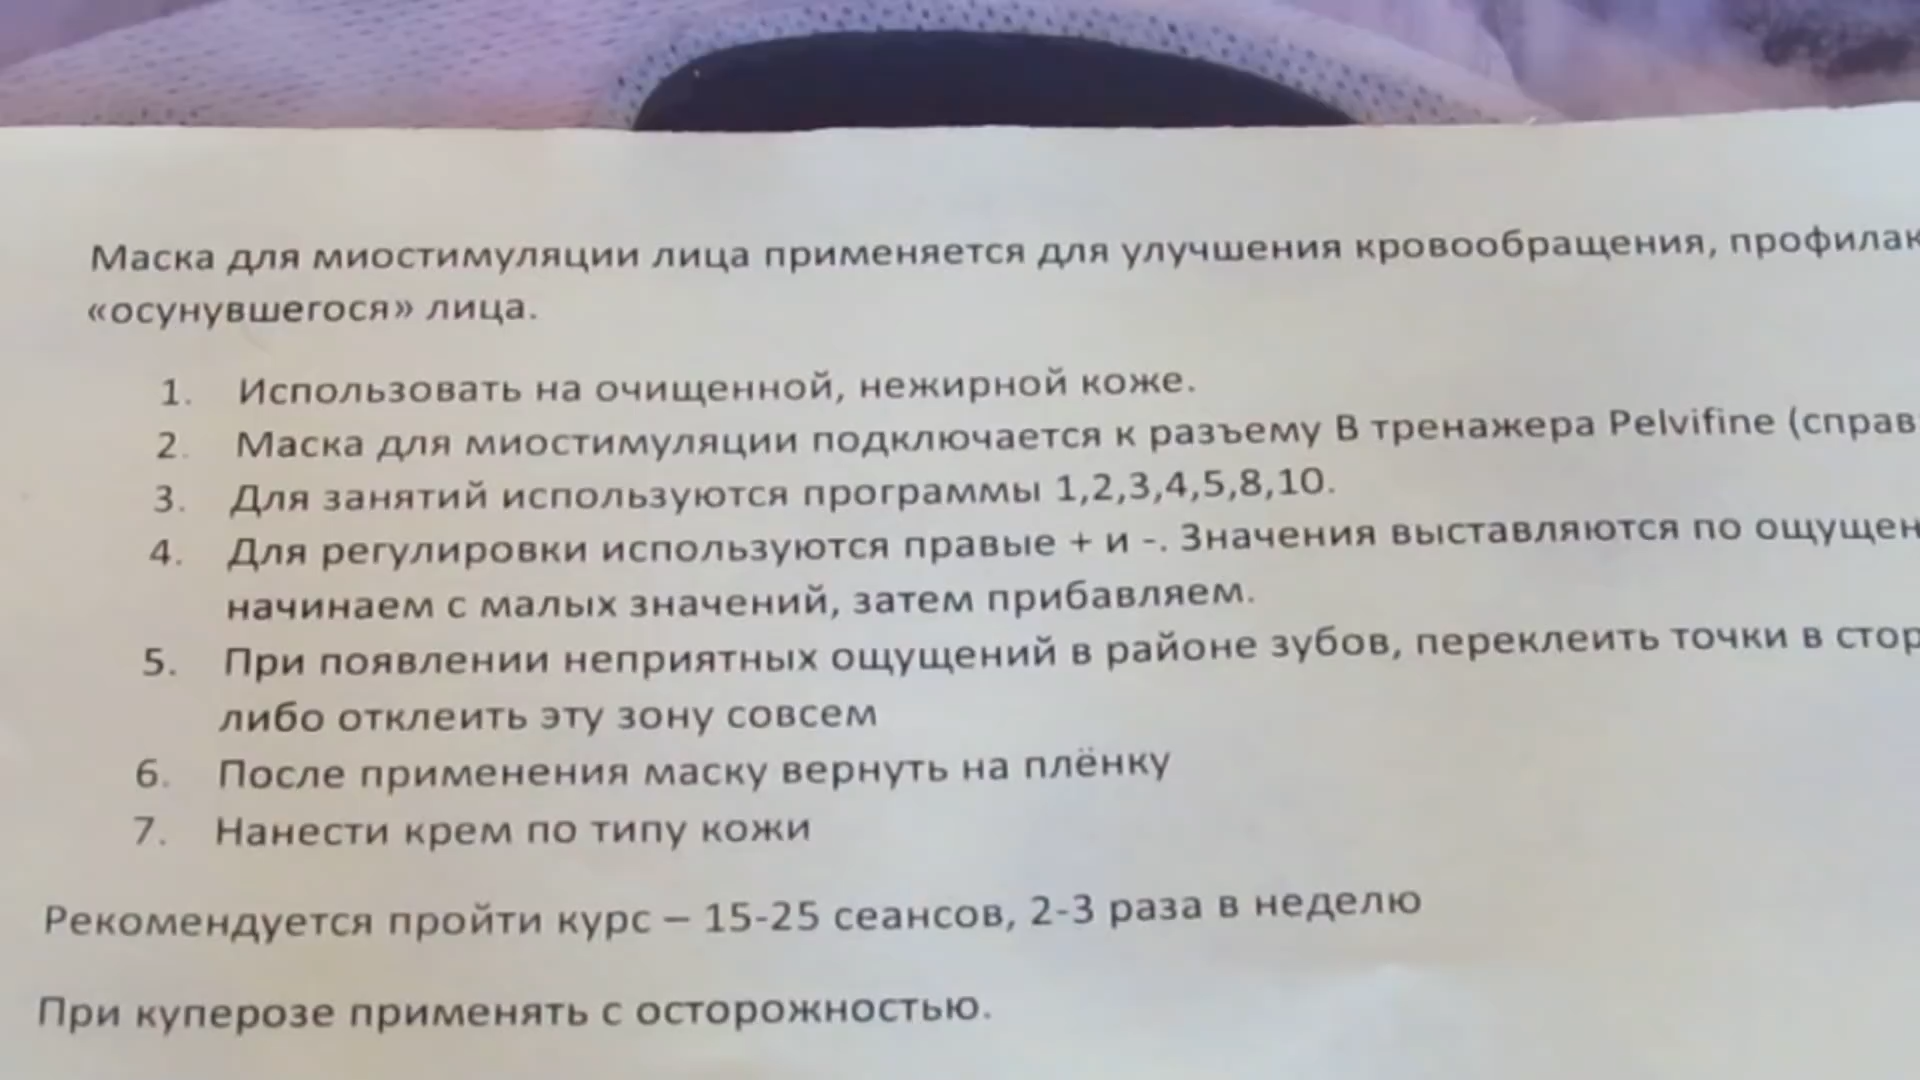 Маска для миостимуляции лица применяется для улучшения кровообращения,
«осунувшегося» лица.
1. Использовать на очищенной, нежирной коже.
2. Маска для миостимуляции подключается к разъему В тренажера Pelvifine
3. Для занятий используются программы 1,2,3,4,5,8,10.
4. Для регулировки используются правые + и -. Значения выставляются по
начинаем с малых значений, затем прибавляем.
5. При появлении неприятных ощущений в районе зубов, переклеить точки в
либо отклеить эту зону совсем
6. После применения маску вернуть на плёнку
7. Нанести крем по типу кожи
Рекомендуется пройти курс – 15-25 сеансов, 2-3 раза в неделю
При куперозе применять с осторожностью.